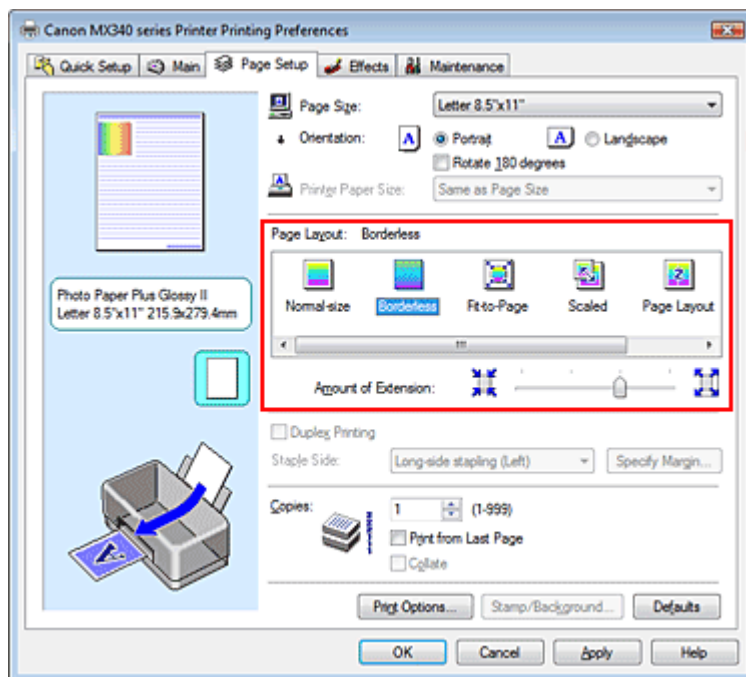 Canon MX340 series Printer Printing Preferences
Quick Setup Main Page Setup Effects Maintenance
Page Size: Letter 8.5"x11"
Orientation: A Portrait A Landscape
Rotate 180 degrees
Printer Paper Size: Same as Page Size
Page Layout: Borderless
Normal-size Borderless Fit-to-Page Scaled Page Layout
Amount of Extension:
Photo Paper Plus Glossy II
Letter 8.5"x11" 215.9x279.4mm
Duplex Printing
Staple Side: Long-side stapling (Left) Specify Margin...
Copies: 1 (1-999)
Print from Last Page
Collate
Print Options... Stamp/Background... Defaults
OK Cancel Apply Help